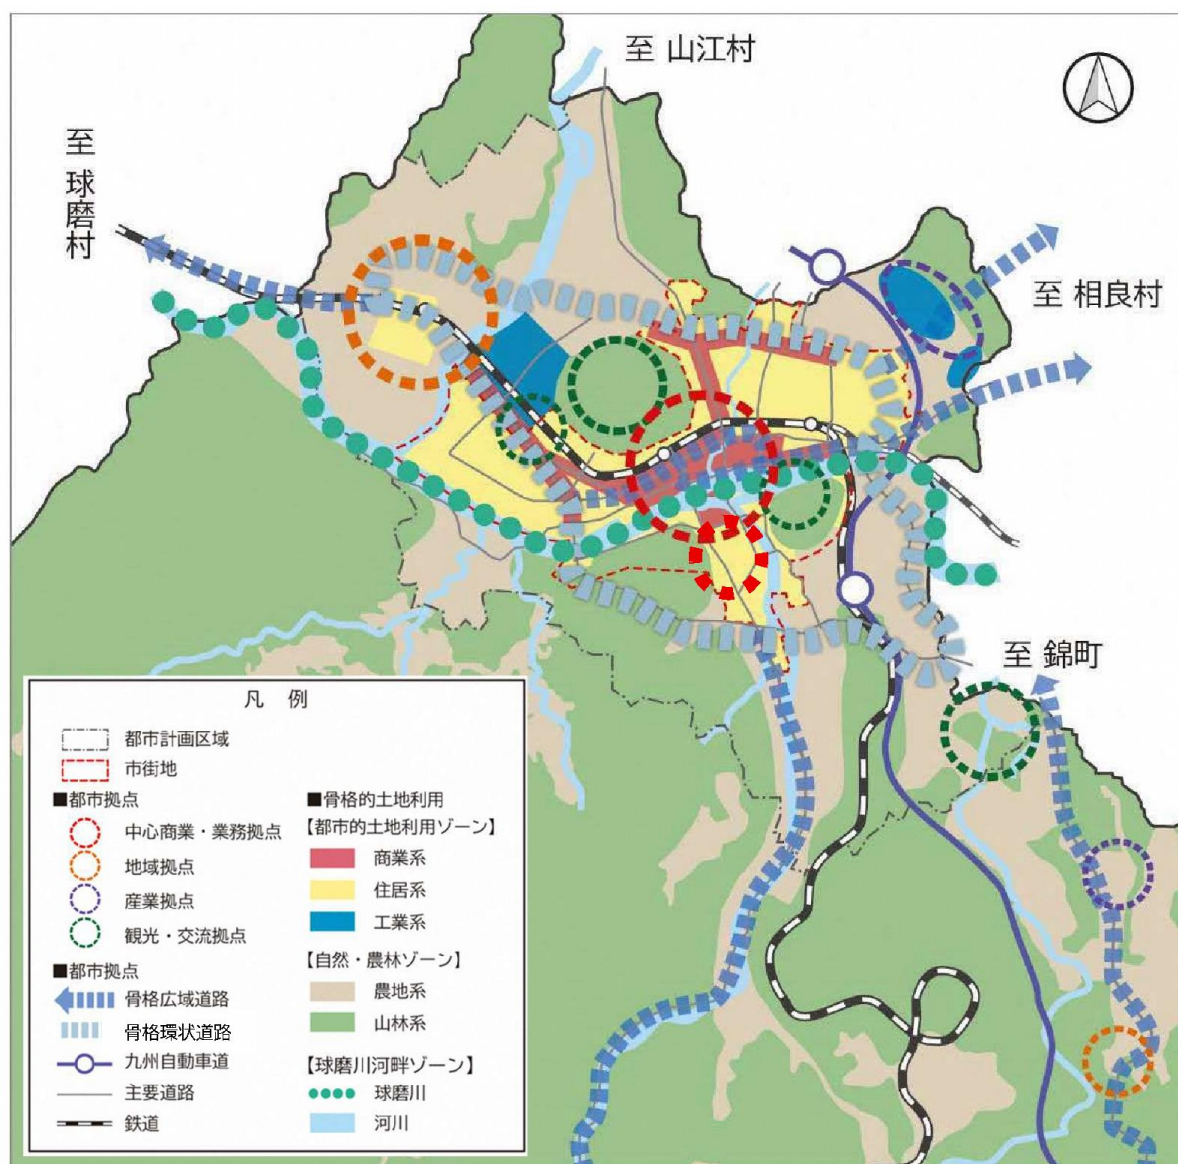 至 山江村
至 球磨村
至 相良村
至 錦町
凡 例
都市計画区域
市街地
■都市拠点
中心商業・業務拠点
地域拠点
産業拠点
観光・交流拠点
■都市拠点
骨格広域道路
骨格環状道路
九州自動車道
主要道路
鉄道
■骨格的土地利用
【都市的土地利用ゾーン】
商業系
住居系
工業系
【自然・農林ゾーン】
農地系
山林系
【球磨川河畔ゾーン】
球磨川
河川